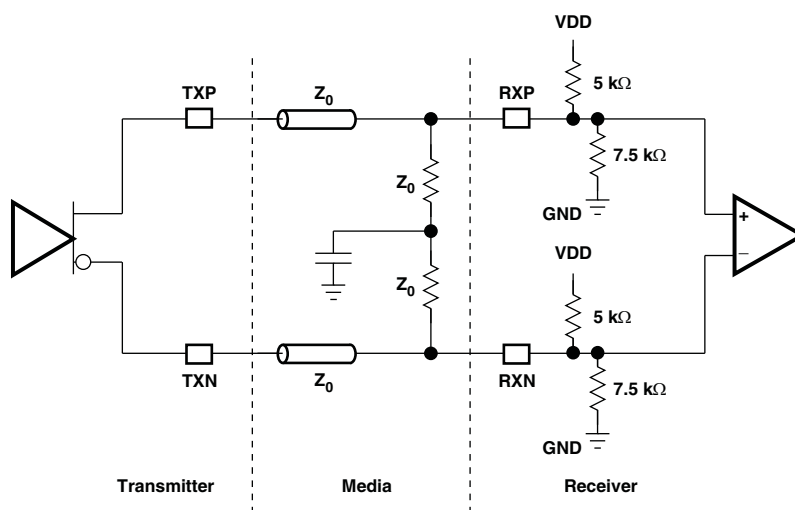 VDD
5 kΩ
TXP
Z0
RXP
7.5 kΩ
Z0
GND
+
VDD
−
Z0
5 kΩ
TXN
Z0
RXN
7.5 kΩ
GND
Transmitter
Media
Receiver